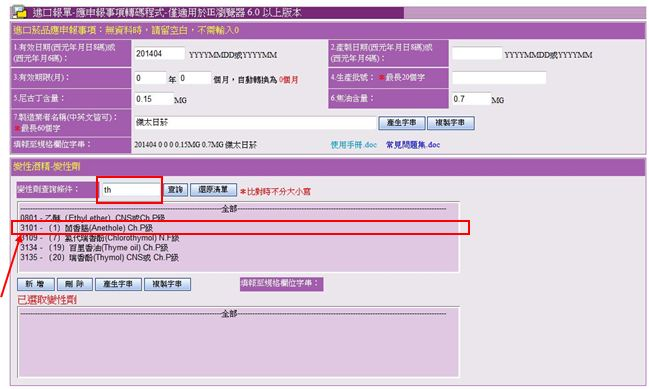 進口報單-應申報事項轉碼程式-僅適用於IE瀏覽器 6.0 以上版本
進口菸品應申報事項：無資料時，請留空白，不需輸入0
1.有效日期(西元年月日8碼)或(西元年月6碼)： 201404 YYYYMMDD或YYYYMM
2.產製日期(西元年月日8碼)或(西元年月6碼)： YYYYMMDD或YYYYMM
3.有效期限(月)： 0 年 0 個月，自動轉換為 0個月
4.生產批號： ＊最長20個字
5.尼古丁含量： 0.15 MG
6.焦油含量： 0.7 MG
7.製造業者名稱(中英文皆可)：＊最長60個字 傑太日菸 產生字串 複製字串
填報至規格欄位字串： 201404 0 0 0 0.15MG 0.7MG 傑太日菸 使用手冊.doc 常見問題集.doc
變性酒精-變性劑
變性劑查詢條件： th 查詢 還原清單 ＊比對時不分大小寫
全部
0801 - 乙醚 (Ethyl ether) CNS或Ch.P級
3101 - （1）茴香腦(Anethole) Ch.P級
3109 - （7）氯代瑞香酚(Chlorothymol) N.F級
3134 - （19）百里香油(Thyme oil) Ch.P級
3135 - （20）瑞香酚(Thymol) CNS或 Ch.P級
新 增 刪 除 產生字串 複製字串 填報至規格欄位字串：
已選取變性劑
全部